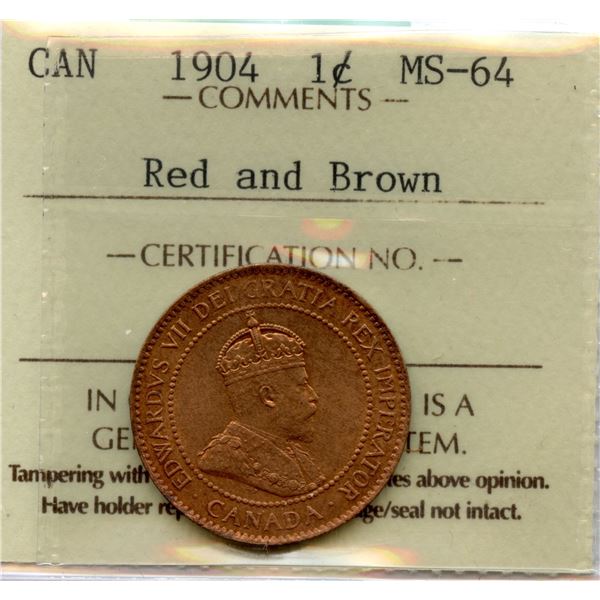 CAN 1904 1¢ MS-64
— COMMENTS —
Red and Brown
— CERTIFICATION NO. —
EDWARDVS VII DEI GRATIA REX IMPERATOR
· CANADA ·
IN IS A
GE TEM.
Tampering with es above opinion.
Have holder re ge/seal not intact.